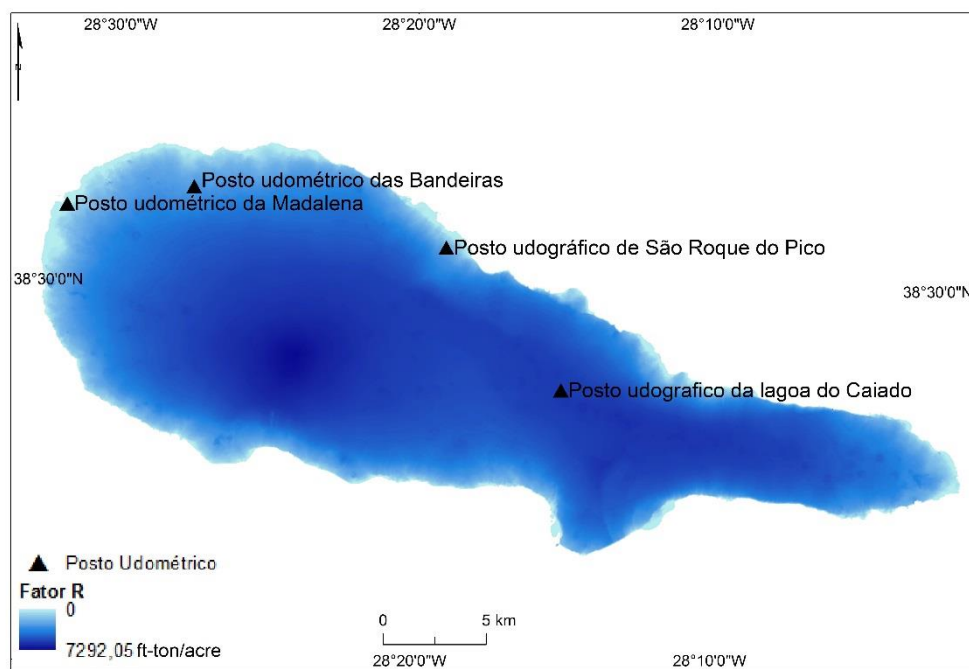 28°30'0"W
28°20'0"W
28°10'0"W
N
Posto udométrico das Bandeiras
Posto udométrico da Madalena
Posto udográfico de São Roque do Pico
38°30'0"N
38°30'0"N
Posto udografico da lagoa do Caiado
Posto Udométrico
Fator R
0
7292,05 ft-ton/acre
0
5 km
28°20'0"W
28°10'0"W